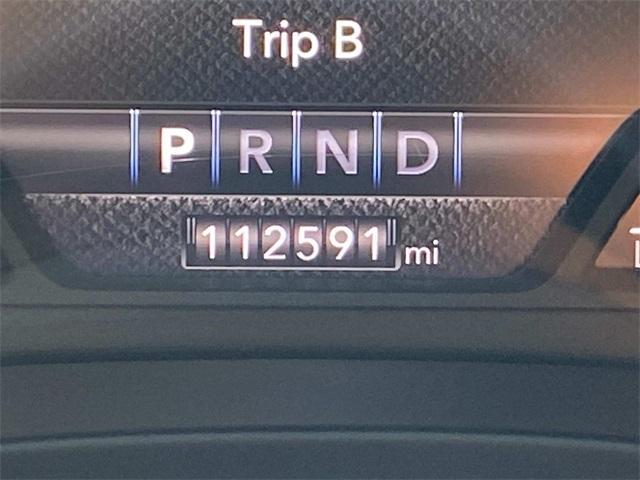 Trip B
P R N D
112591 mi